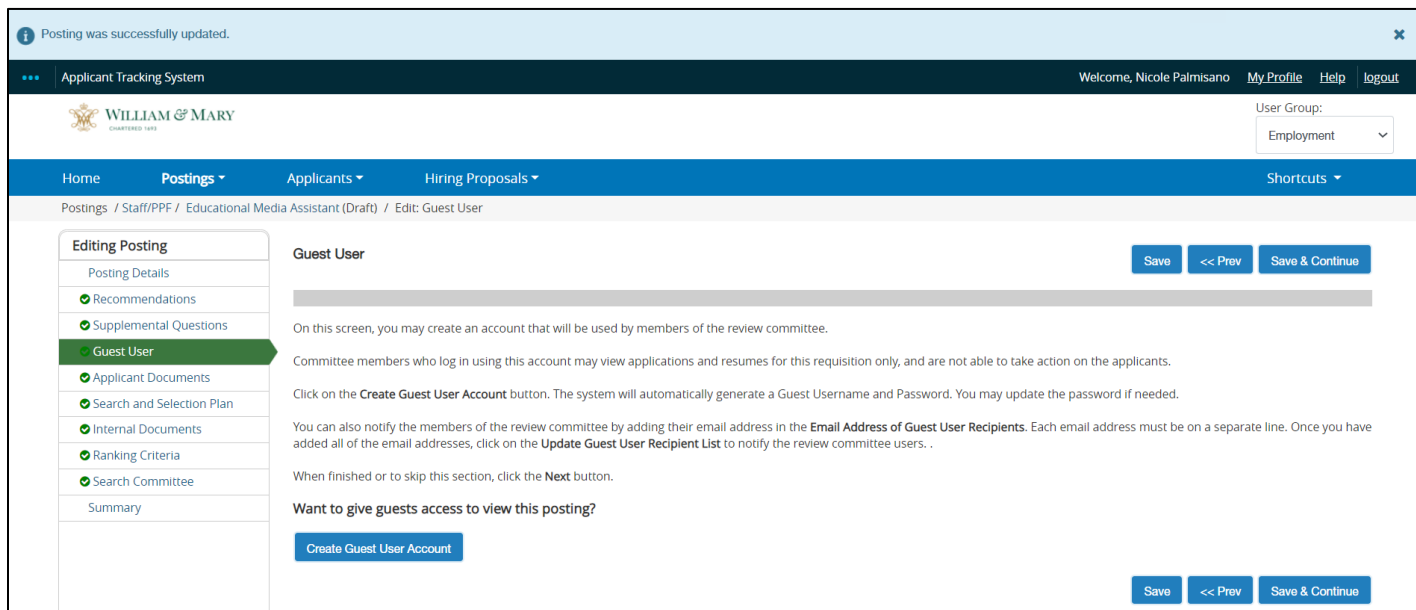 Posting was successfully updated.
Applicant Tracking System
Welcome, Nicole Palmisano My Profile Help logout
WILLIAM & MARY
CHARTERED 1693
User Group:
Employment
Home Postings Applicants Hiring Proposals Shortcuts
Postings / Staff/PPF / Educational Media Assistant (Draft) / Edit: Guest User
Editing Posting
Posting Details
Recommendations
Supplemental Questions
Guest User
Applicant Documents
Search and Selection Plan
Internal Documents
Ranking Criteria
Search Committee
Summary
Guest User
Save << Prev Save & Continue
On this screen, you may create an account that will be used by members of the review committee.
Committee members who log in using this account may view applications and resumes for this requisition only, and are not able to take action on the applicants.
Click on the Create Guest User Account button. The system will automatically generate a Guest Username and Password. You may update the password if needed.
You can also notify the members of the review committee by adding their email address in the Email Address of Guest User Recipients. Each email address must be on a separate line. Once you have
added all of the email addresses, click on the Update Guest User Recipient List to notify the review committee users. .
When finished or to skip this section, click the Next button.
Want to give guests access to view this posting?
Create Guest User Account
Save << Prev Save & Continue